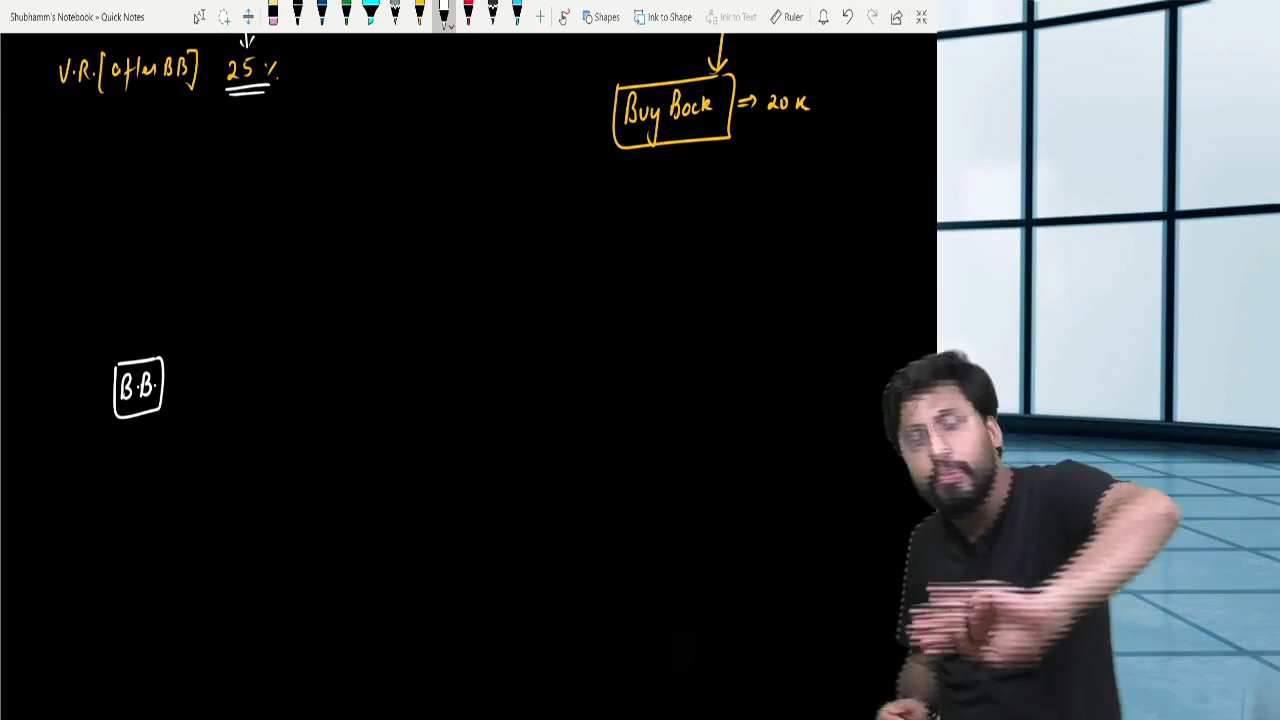 Shubhamm's Notebook » Quick Notes
Shapes
Ink to Shape
Ink to Text
Ruler
V.R. [after BB] 25 %
Buy Back ⇒ 20 K
B.B.